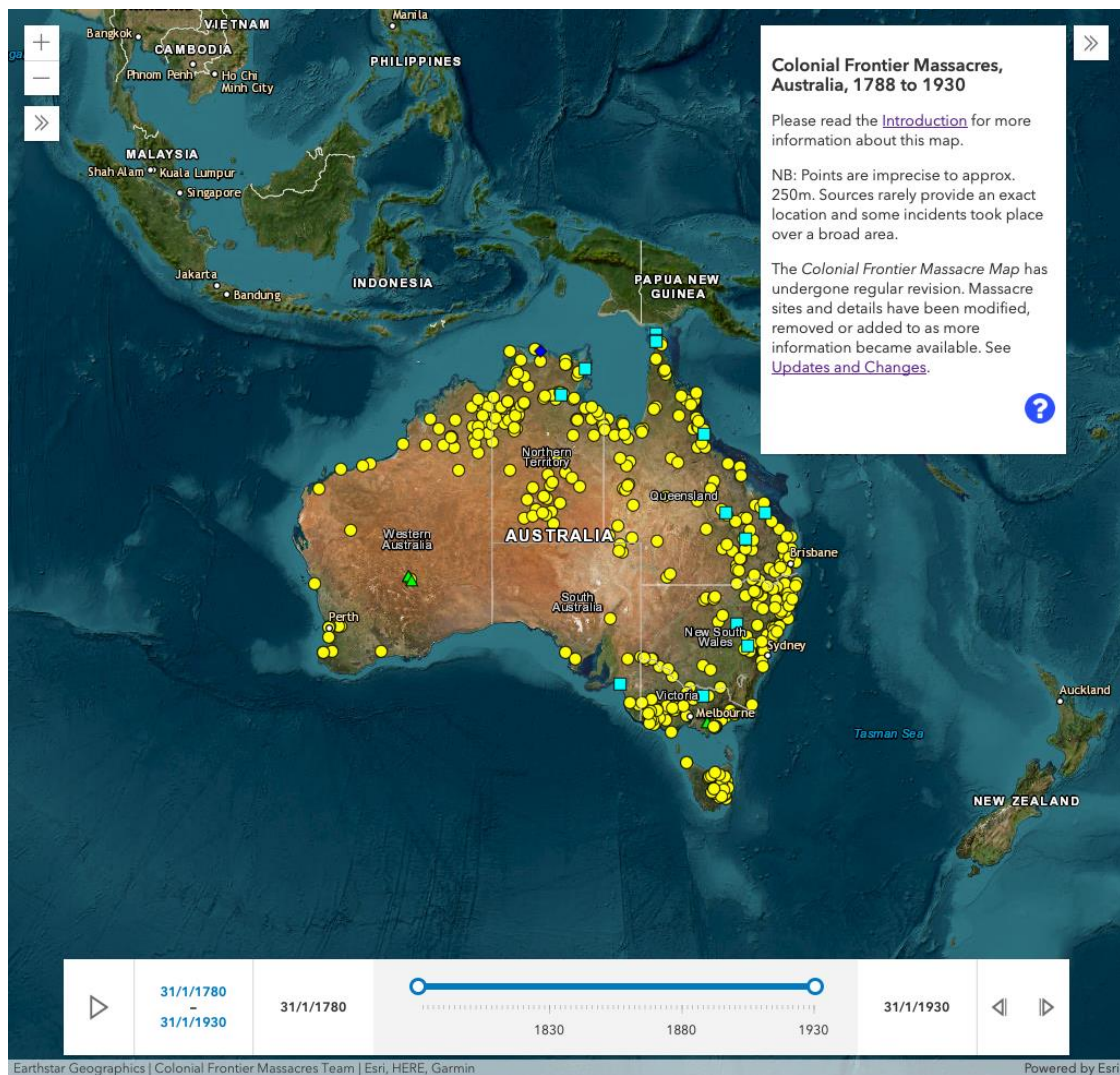 Manila
Bangkok
VIETNAM
CAMBODIA
Phnom Penh
Ho Chi
Minh City
PHILIPPINES
MALAYSIA
Shah Alam
Kuala Lumpur
Singapore
Jakarta
Bandung
INDONESIA
PAPUA NEW
GUINEA
Colonial Frontier Massacres,
Australia, 1788 to 1930
Please read the Introduction for more
information about this map.
NB: Points are imprecise to approx.
250m. Sources rarely provide an exact
location and some incidents took place
over a broad area.
The Colonial Frontier Massacre Map has
undergone regular revision. Massacre
sites and details have been modified,
removed or added to as more
information became available. See
Updates and Changes.
?
Northern
Territory
Queensland
Western
Australia
AUSTRALIA
Brisbane
South
Australia
Perth
New South
Wales
Sydney
Victoria
Melbourne
Auckland
Tasman Sea
NEW ZEALAND
31/1/1780
–
31/1/1930
31/1/1780
1830
1880
1930
31/1/1930
Earthstar Geographics | Colonial Frontier Massacres Team | Esri, HERE, Garmin
Powered by Esri